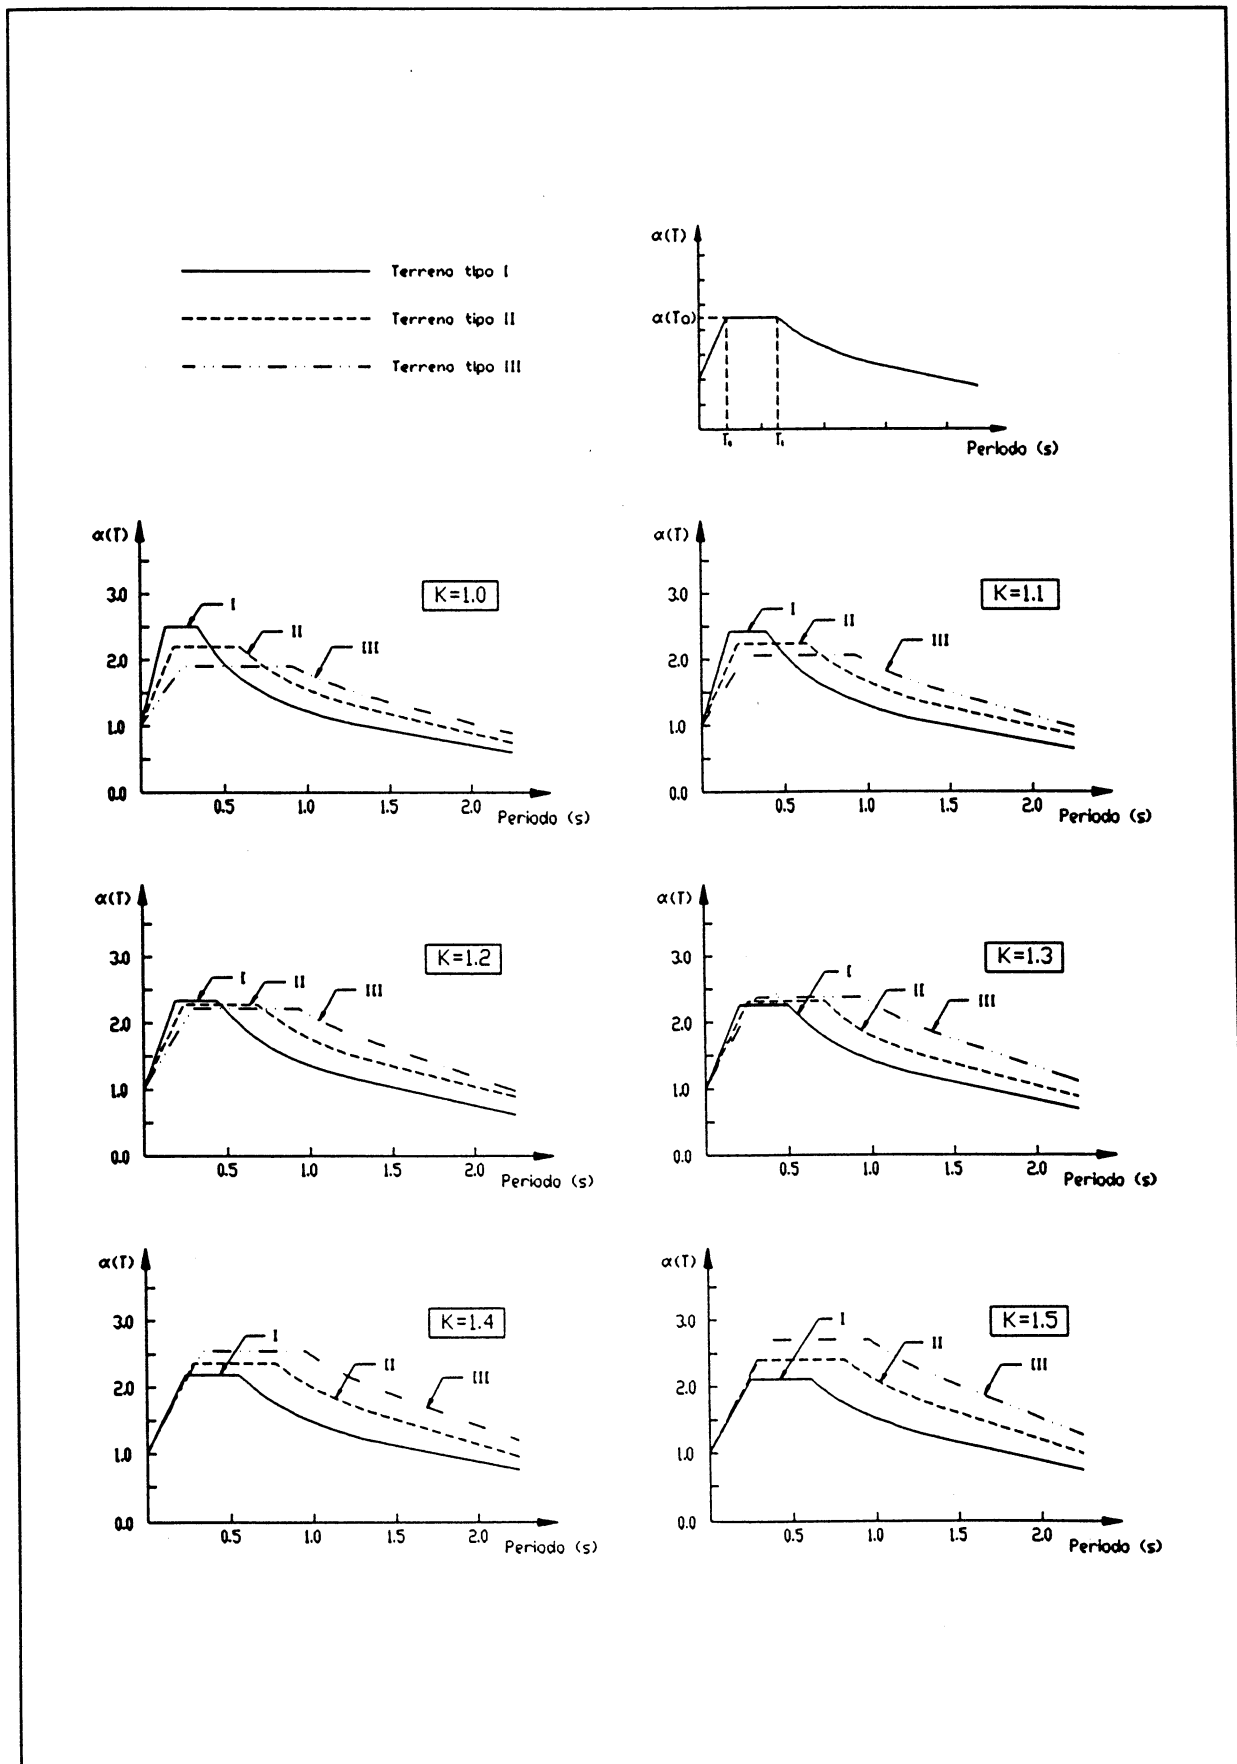 α(T)
Terreno tipo I
Terreno tipo II
α(To)
Terreno tipo III
T₀ T₁
Periodo (s)
α(T)
3.0
2.0
1.0
0.0
K=1.0
I
II
III
0.5 1.0 1.5 2.0
Periodo (s)
α(T)
3.0
2.0
1.0
0.0
K=1.1
I
II
III
0.5 1.0 1.5 2.0
Periodo (s)
α(T)
3.0
2.0
1.0
0.0
K=1.2
I
II
III
0.5 1.0 1.5 2.0
Periodo (s)
α(T)
3.0
2.0
1.0
0.0
K=1.3
I
II
III
0.5 1.0 1.5 2.0
Periodo (s)
α(T)
3.0
2.0
1.0
0.0
K=1.4
I
II
III
0.5 1.0 1.5 2.0
Periodo (s)
α(T)
3.0
2.0
1.0
0.0
K=1.5
I
II
III
0.5 1.0 1.5 2.0
Periodo (s)